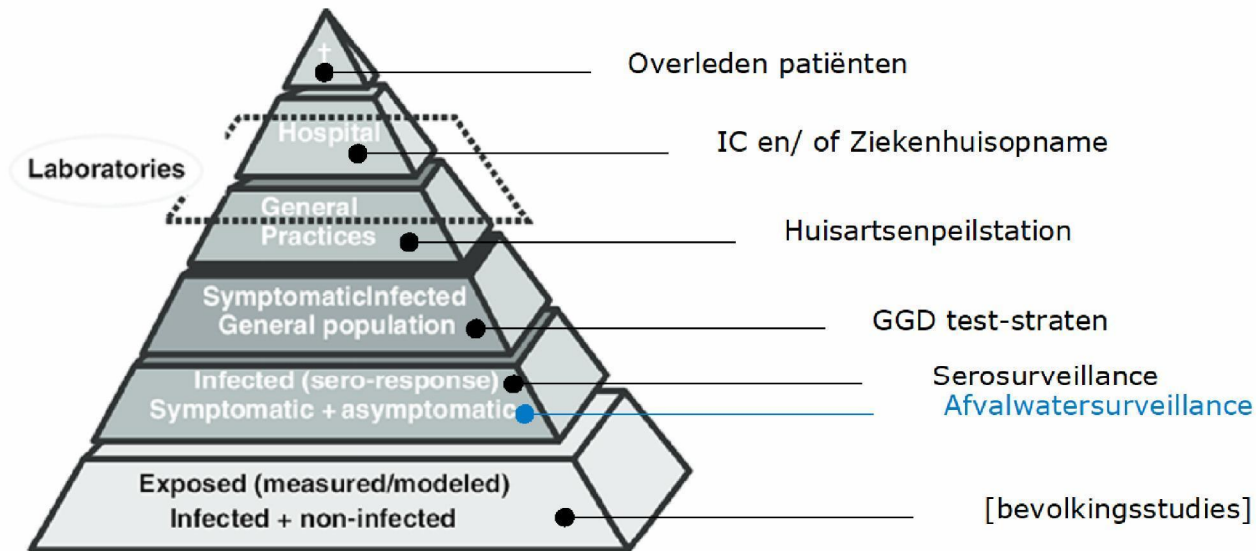 †
Overleden patiënten
Hospital
IC en/ of Ziekenhuisopname
Laboratories
General
Practices
Huisartsenpeilstation
SymptomaticInfected
General population
GGD test-straten
Infected (sero-response)
Symptomatic + asymptomatic
Serosurveillance
Afvalwatersurveillance
Exposed (measured/modeled)
Infected + non-infected
[bevolkingsstudies]